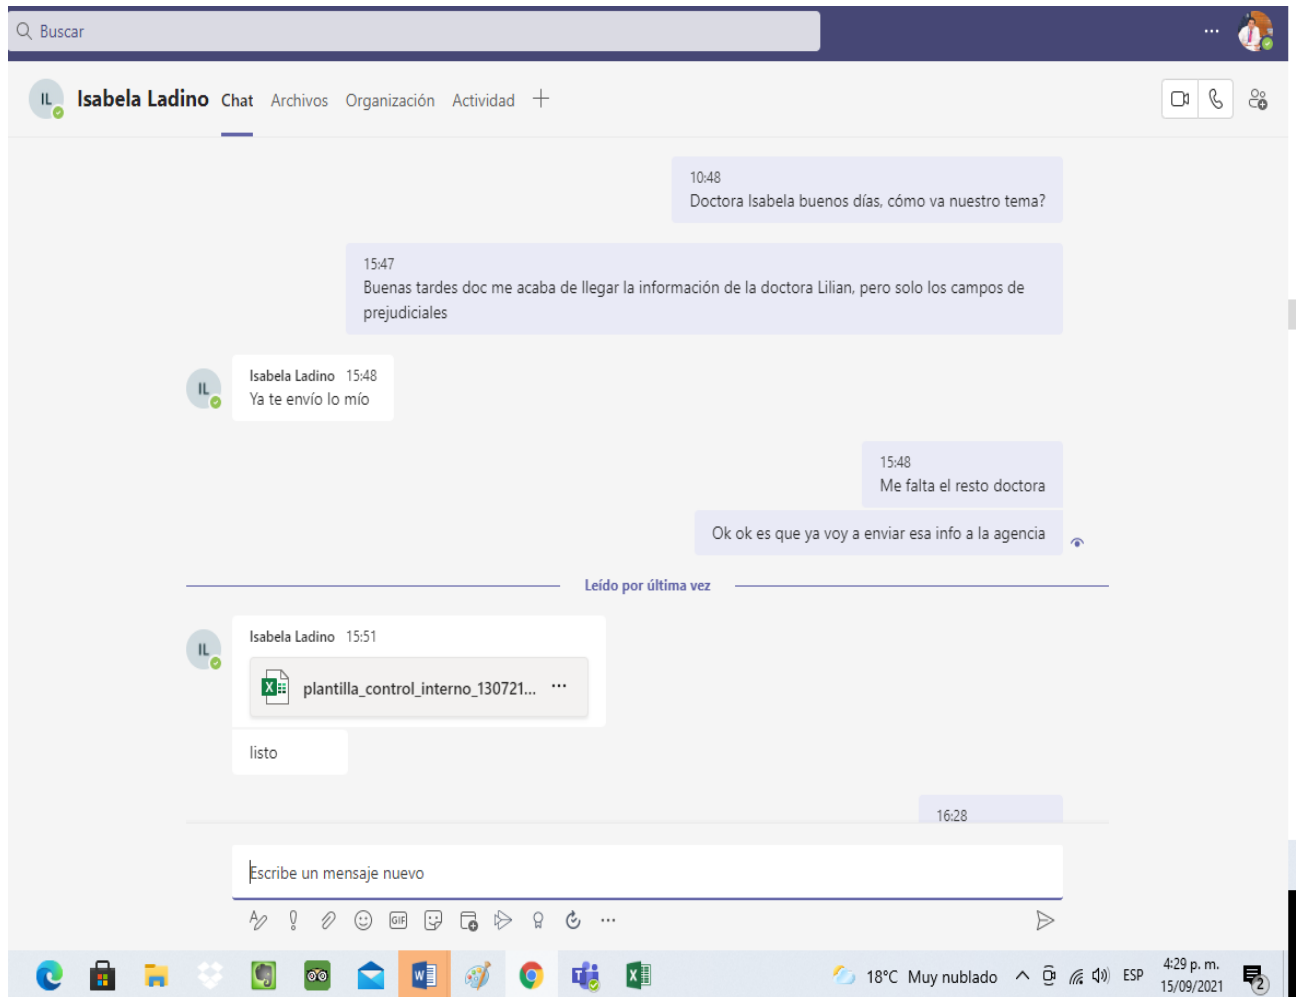 Buscar
IL Isabela Ladino Chat Archivos Organización Actividad
10:48
Doctora Isabela buenos días, cómo va nuestro tema?
15:47
Buenas tardes doc me acaba de llegar la información de la doctora Lilian, pero solo los campos de
prejudiciales
Isabela Ladino 15:48
IL
Ya te envío lo mío
15:48
Me falta el resto doctora
Ok ok es que ya voy a enviar esa info a la agencia
Leído por última vez
Isabela Ladino 15:51
IL
plantilla_control_interno_130721... ...
listo
16:28
Escribe un mensaje nuevo
GIF
18°C Muy nublado ESP 4:29 p. m.
15/09/2021
2